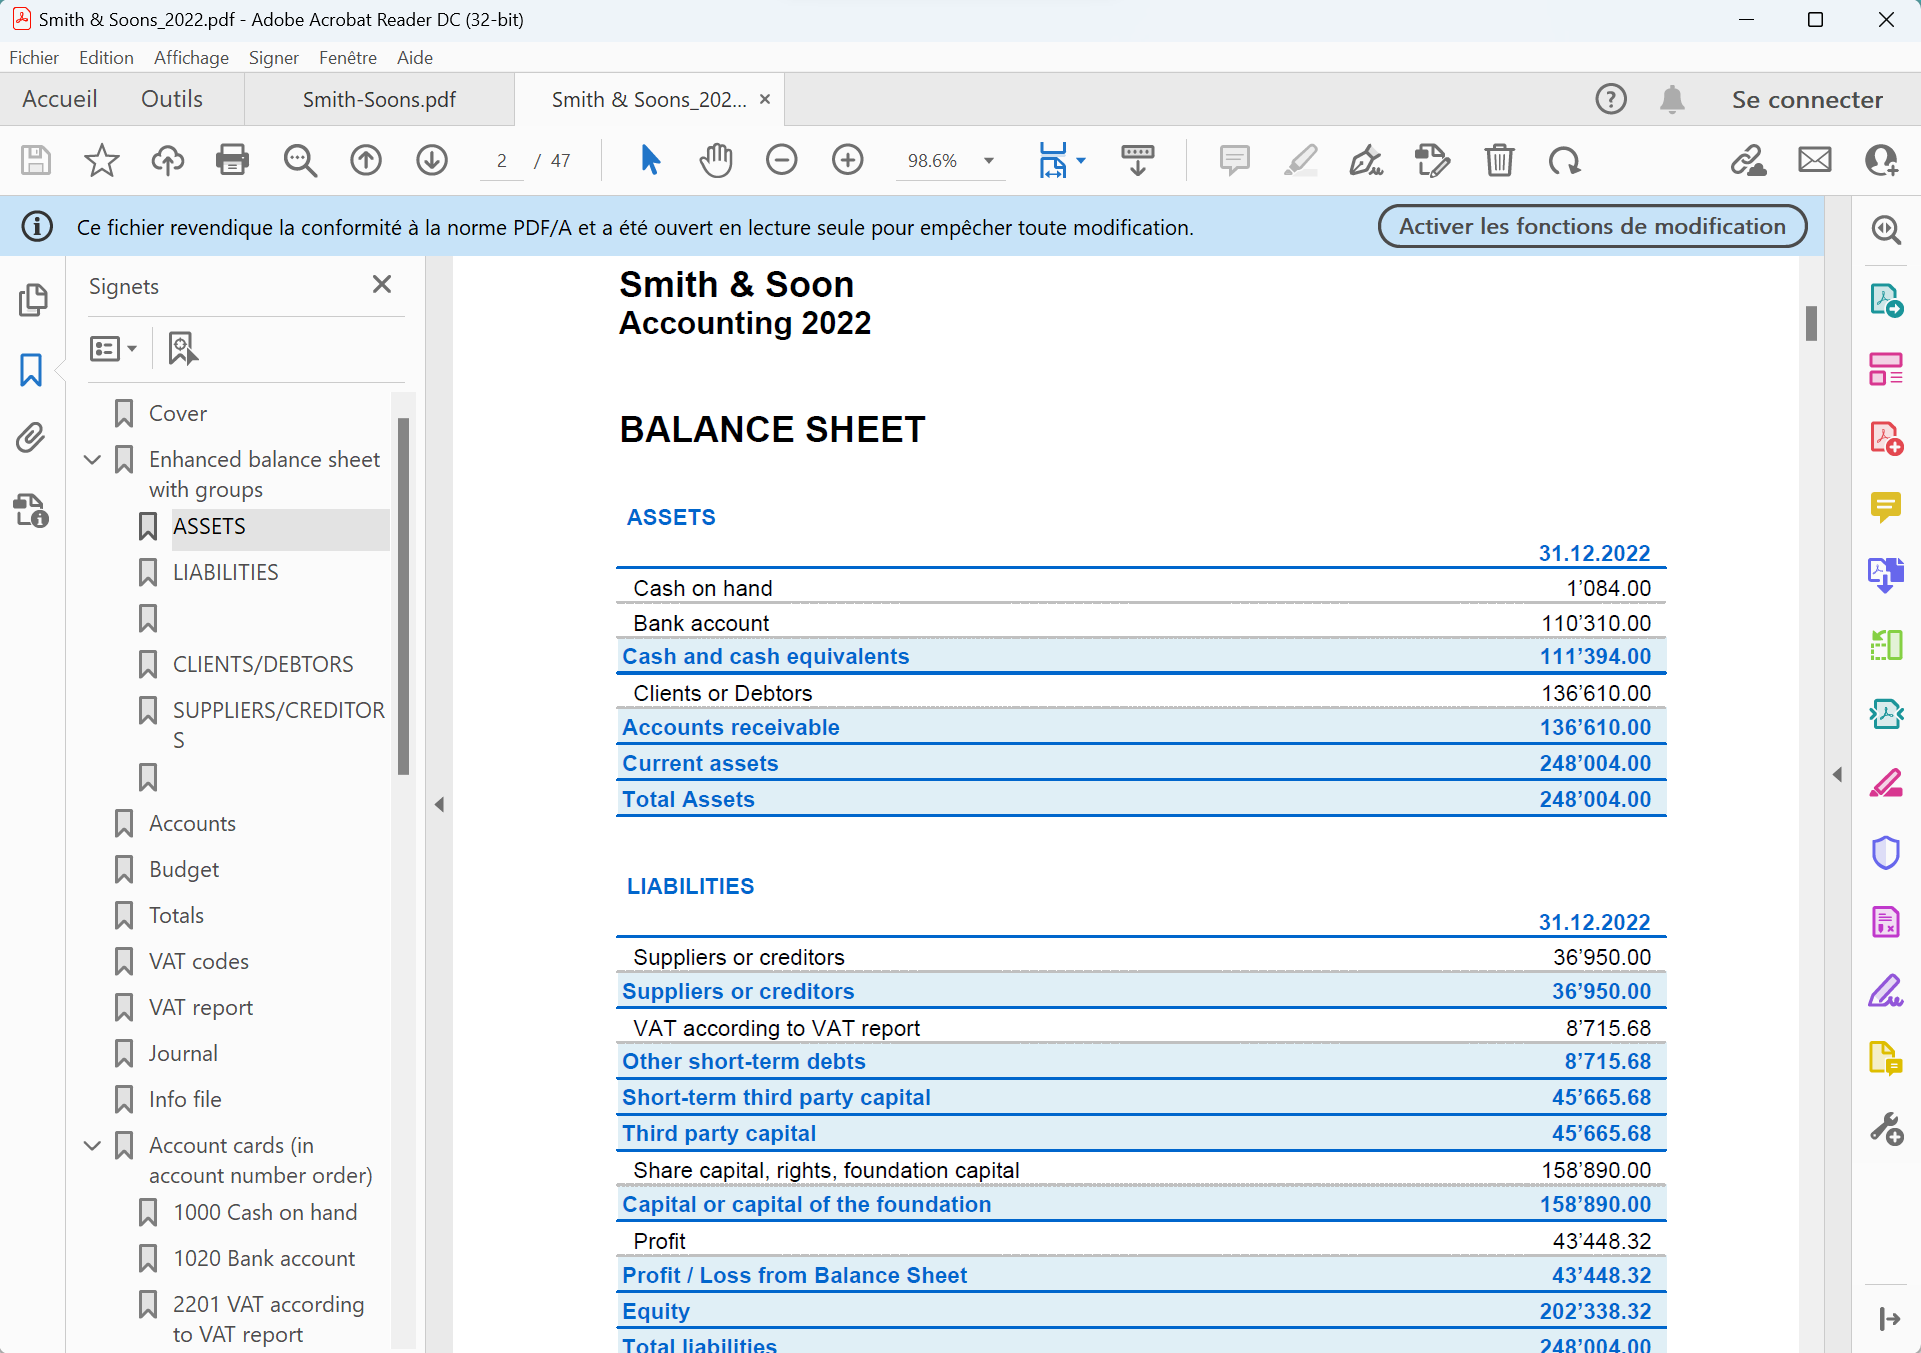 Smith & Soons_2022.pdf - Adobe Acrobat Reader DC (32-bit)
Fichier Edition Affichage Signer Fenêtre Aide
Accueil Outils Smith-Soons.pdf Smith & Soons_202... × Se connecter
2 / 47 98.6%
Ce fichier revendique la conformité à la norme PDF/A et a été ouvert en lecture seule pour empêcher toute modification. Activer les fonctions de modification
Signets
Cover
Enhanced balance sheet
with groups
ASSETS
LIABILITIES
CLIENTS/DEBTORS
SUPPLIERS/CREDITOR
S
Accounts
Budget
Totals
VAT codes
VAT report
Journal
Info file
Account cards (in
account number order)
1000 Cash on hand
1020 Bank account
2201 VAT according
to VAT report
Smith & Soon
Accounting 2022
BALANCE SHEET
ASSETS
31.12.2022
Cash on hand 1’084.00
Bank account 110’310.00
Cash and cash equivalents 111’394.00
Clients or Debtors 136’610.00
Accounts receivable 136’610.00
Current assets 248’004.00
Total Assets 248’004.00
LIABILITIES
31.12.2022
Suppliers or creditors 36’950.00
Suppliers or creditors 36’950.00
VAT according to VAT report 8’715.68
Other short-term debts 8’715.68
Short-term third party capital 45’665.68
Third party capital 45’665.68
Share capital, rights, foundation capital 158’890.00
Capital or capital of the foundation 158’890.00
Profit 43’448.32
Profit / Loss from Balance Sheet 43’448.32
Equity 202’338.32
Total liabilities 248’004.00